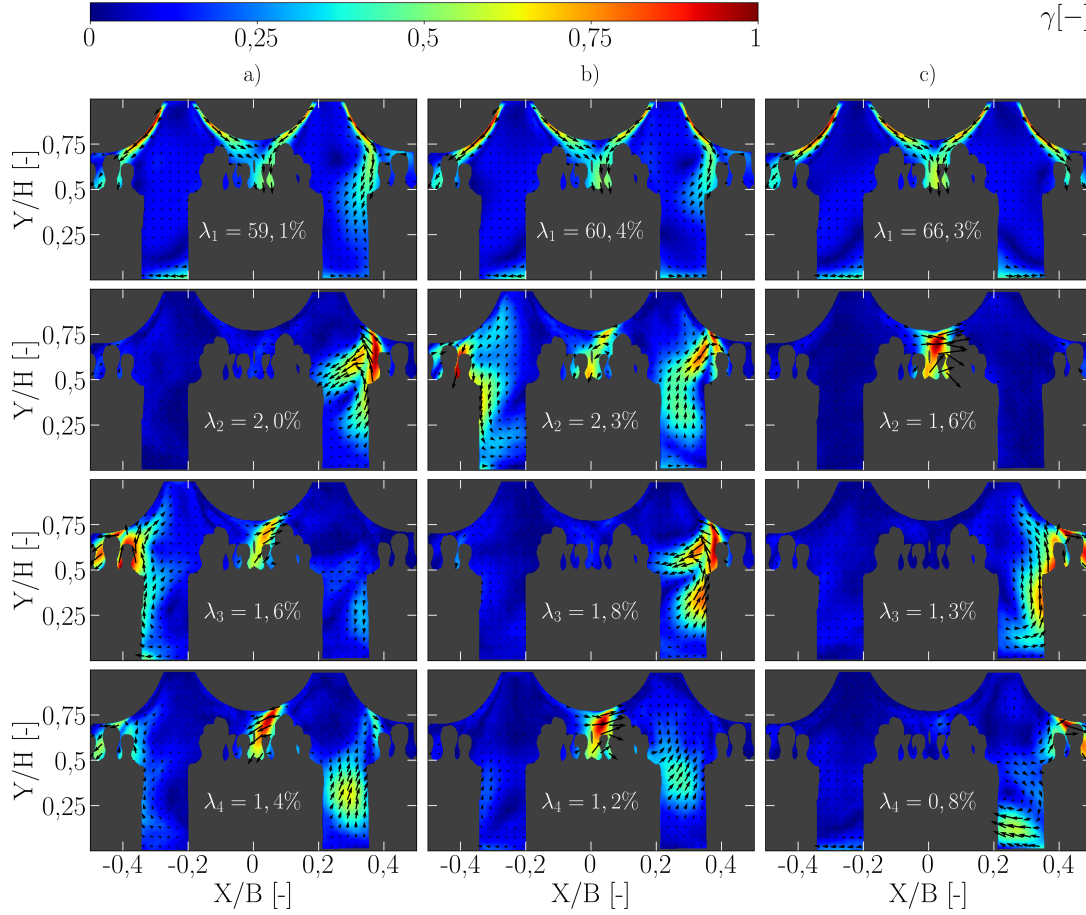 0 0,25 0,5 0,75 1 γ[−]
a) b) c)
Y/H [-] 0,75 0,5 0,25
λ1 = 59, 1% λ1 = 60, 4% λ1 = 66, 3%
Y/H [-] 0,75 0,5 0,25
λ2 = 2, 0% λ2 = 2, 3% λ2 = 1, 6%
Y/H [-] 0,75 0,5 0,25
λ3 = 1, 6% λ3 = 1, 8% λ3 = 1, 3%
Y/H [-] 0,75 0,5 0,25
λ4 = 1, 4% λ4 = 1, 2% λ4 = 0, 8%
-0,4 -0,2 0 0,2 0,4 -0,4 -0,2 0 0,2 0,4 -0,4 -0,2 0 0,2 0,4
X/B [-] X/B [-] X/B [-]